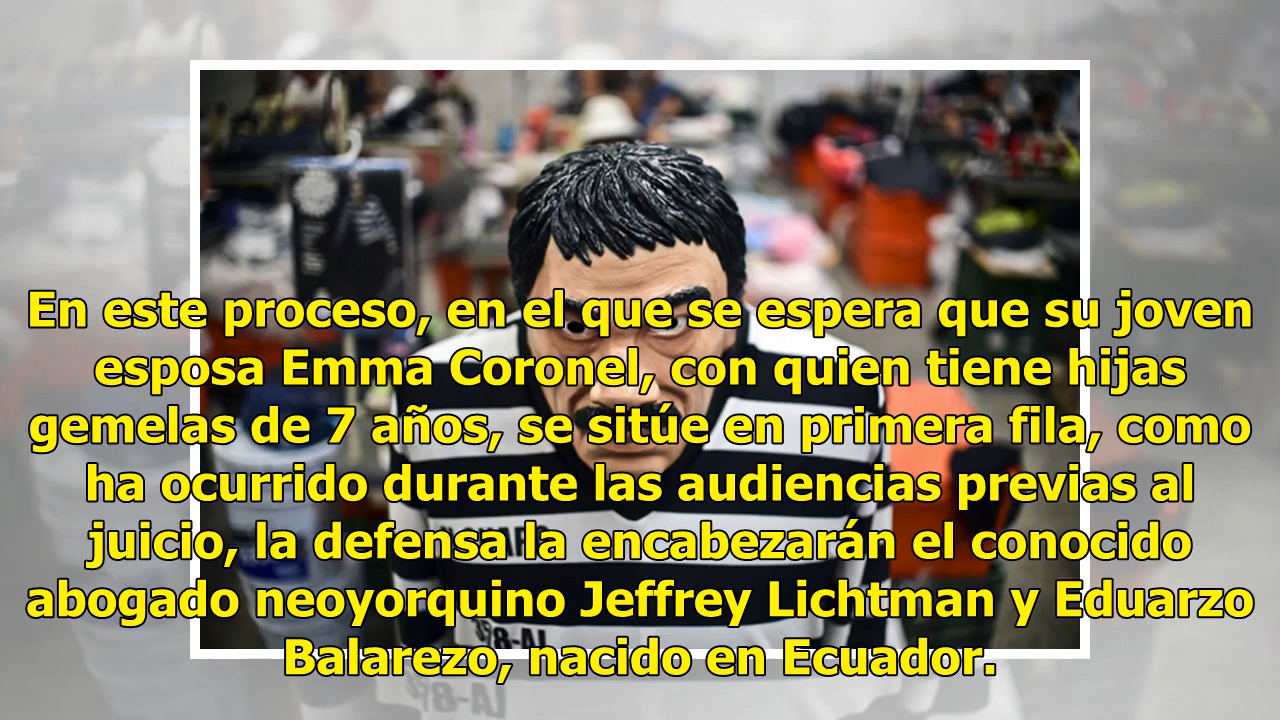 En este proceso, en el que se espera que su joven
esposa Emma Coronel, con quien tiene hijas
gemelas de 7 años, se sitúe en primera fila, como
ha ocurrido durante las audiencias previas al
juicio, la defensa la encabezarán el conocido
abogado neoyorquino Jeffrey Lichtman y Eduarzo
Balarezo, nacido en Ecuador.